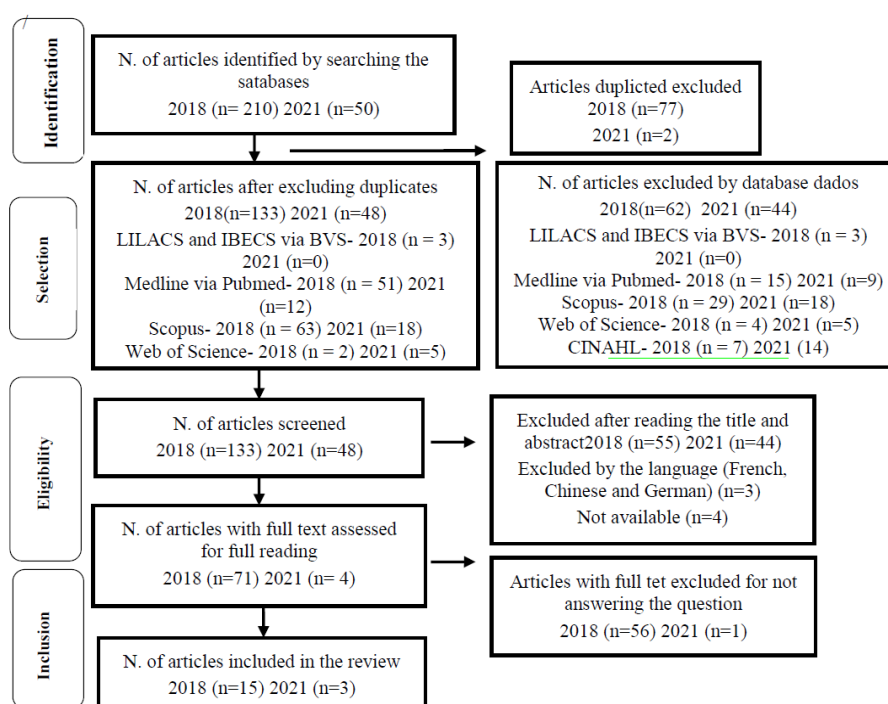 Identification
N. of articles identified by searching the
satabases
2018 (n= 210) 2021 (n=50)
Articles duplicted excluded
2018 (n=77)
2021 (n=2)
Selection
N. of articles after excluding duplicates
2018(n=133) 2021 (n=48)
LILACS and IBECS via BVS- 2018 (n = 3)
2021 (n=0)
Medline via Pubmed- 2018 (n = 51) 2021
(n=12)
Scopus- 2018 (n = 63) 2021 (n=18)
Web of Science- 2018 (n = 2) 2021 (n=5)
N. of articles excluded by database dados
2018(n=62) 2021 (n=44)
LILACS and IBECS via BVS- 2018 (n = 3)
2021 (n=0)
Medline via Pubmed- 2018 (n = 15) 2021 (n=9)
Scopus- 2018 (n = 29) 2021 (n=18)
Web of Science- 2018 (n = 4) 2021 (n=5)
CINAHL- 2018 (n = 7) 2021 (14)
Eligibility
N. of articles screened
2018 (n=133) 2021 (n=48)
Excluded after reading the title and
abstract2018 (n=55) 2021 (n=44)
Excluded by the language (French,
Chinese and German) (n=3)
Not available (n=4)
N. of articles with full text assessed
for full reading
2018 (n=71) 2021 (n= 4)
Articles with full tet excluded for not
answering the question
2018 (n=56) 2021 (n=1)
Inclusion
N. of articles included in the review
2018 (n=15) 2021 (n=3)